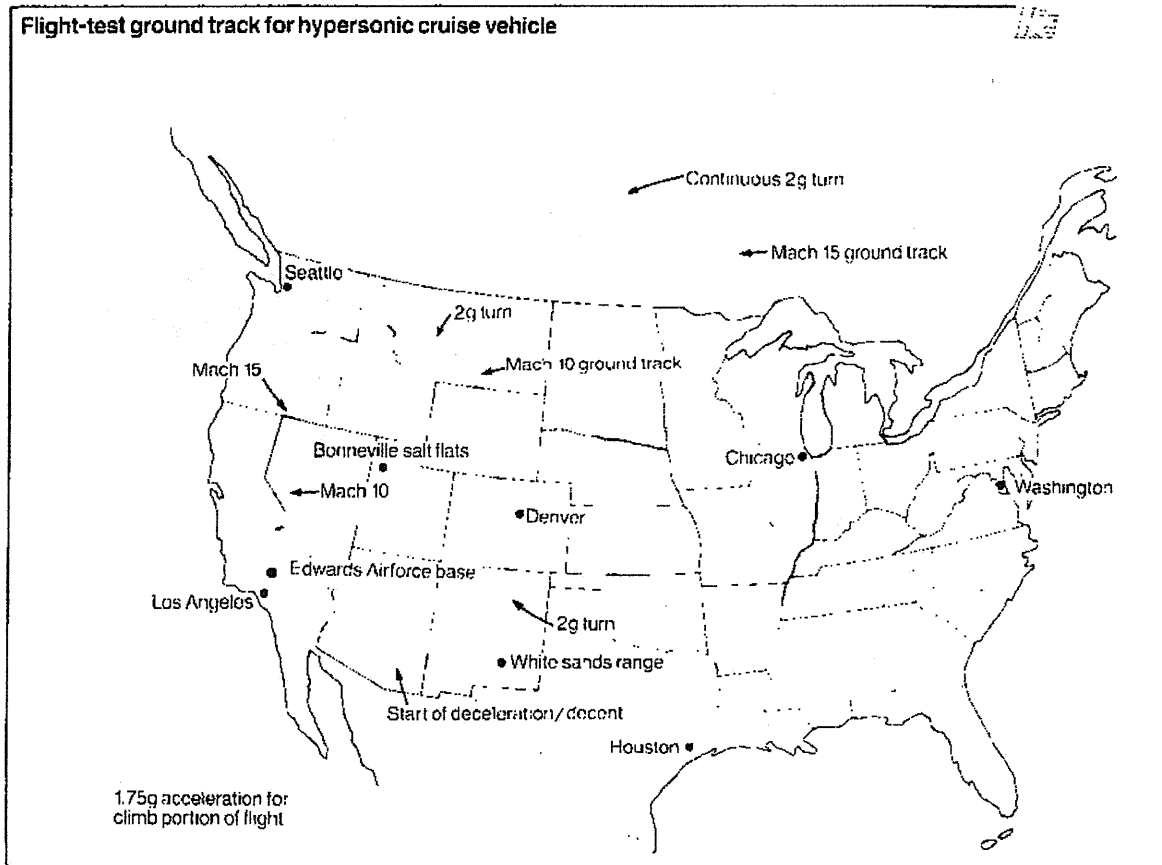 Flight-test ground track for hypersonic cruise vehicle
Continuous 2g turn
Mach 15 ground track
Seattle
2g turn
Mach 10 ground track
Mach 15
Bonneville salt flats
Chicago
Mach 10
Washington
Denver
Edwards Airforce base
Los Angeles
2g turn
White sands range
Start of deceleration/decent
Houston
1.75g acceleration for
climb portion of flight